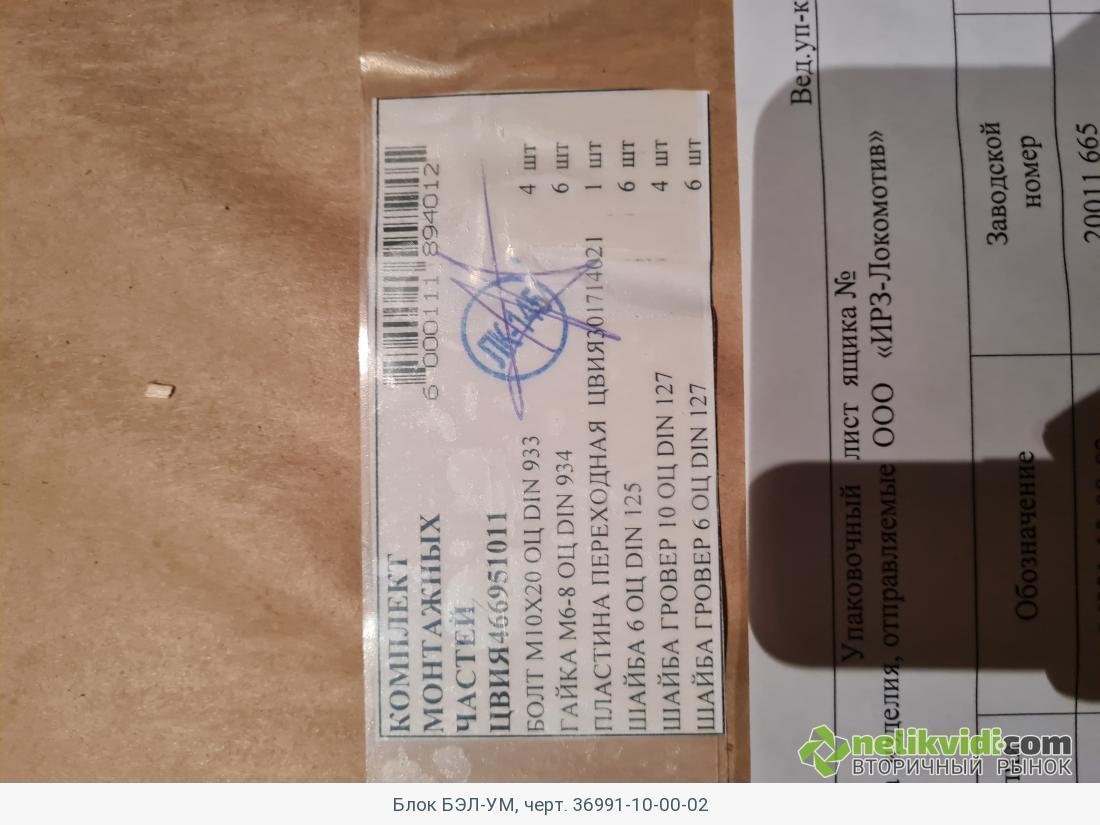 КОМПЛЕКТ
МОНТАЖНЫХ
ЧАСТЕЙ
ЦВИЯ466951011
6 000111 894012
ЛК-145
БОЛТ М10Х20 ОЦ DIN 933 4 шт
ГАЙКА М6-8 ОЦ DIN 934 6 шт
ПЛАСТИНА ПЕРЕХОДНАЯ ЦВИЯ301714021 1 шт
ШАЙБА 6 ОЦ DIN 125 6 шт
ШАЙБА ГРОВЕР 10 ОЦ DIN 127 4 шт
ШАЙБА ГРОВЕР 6 ОЦ DIN 127 6 шт
Вед.уп-к
Упаковочный лист ящика №
отправляемые ООО «ИРЗ-Локомотив»
Обозначение
Заводской
номер
20011 665
nelikvidi.com
ВТОРИЧНЫЙ РЫНОК
Блок БЭЛ-УМ, черт. 36991-10-00-02